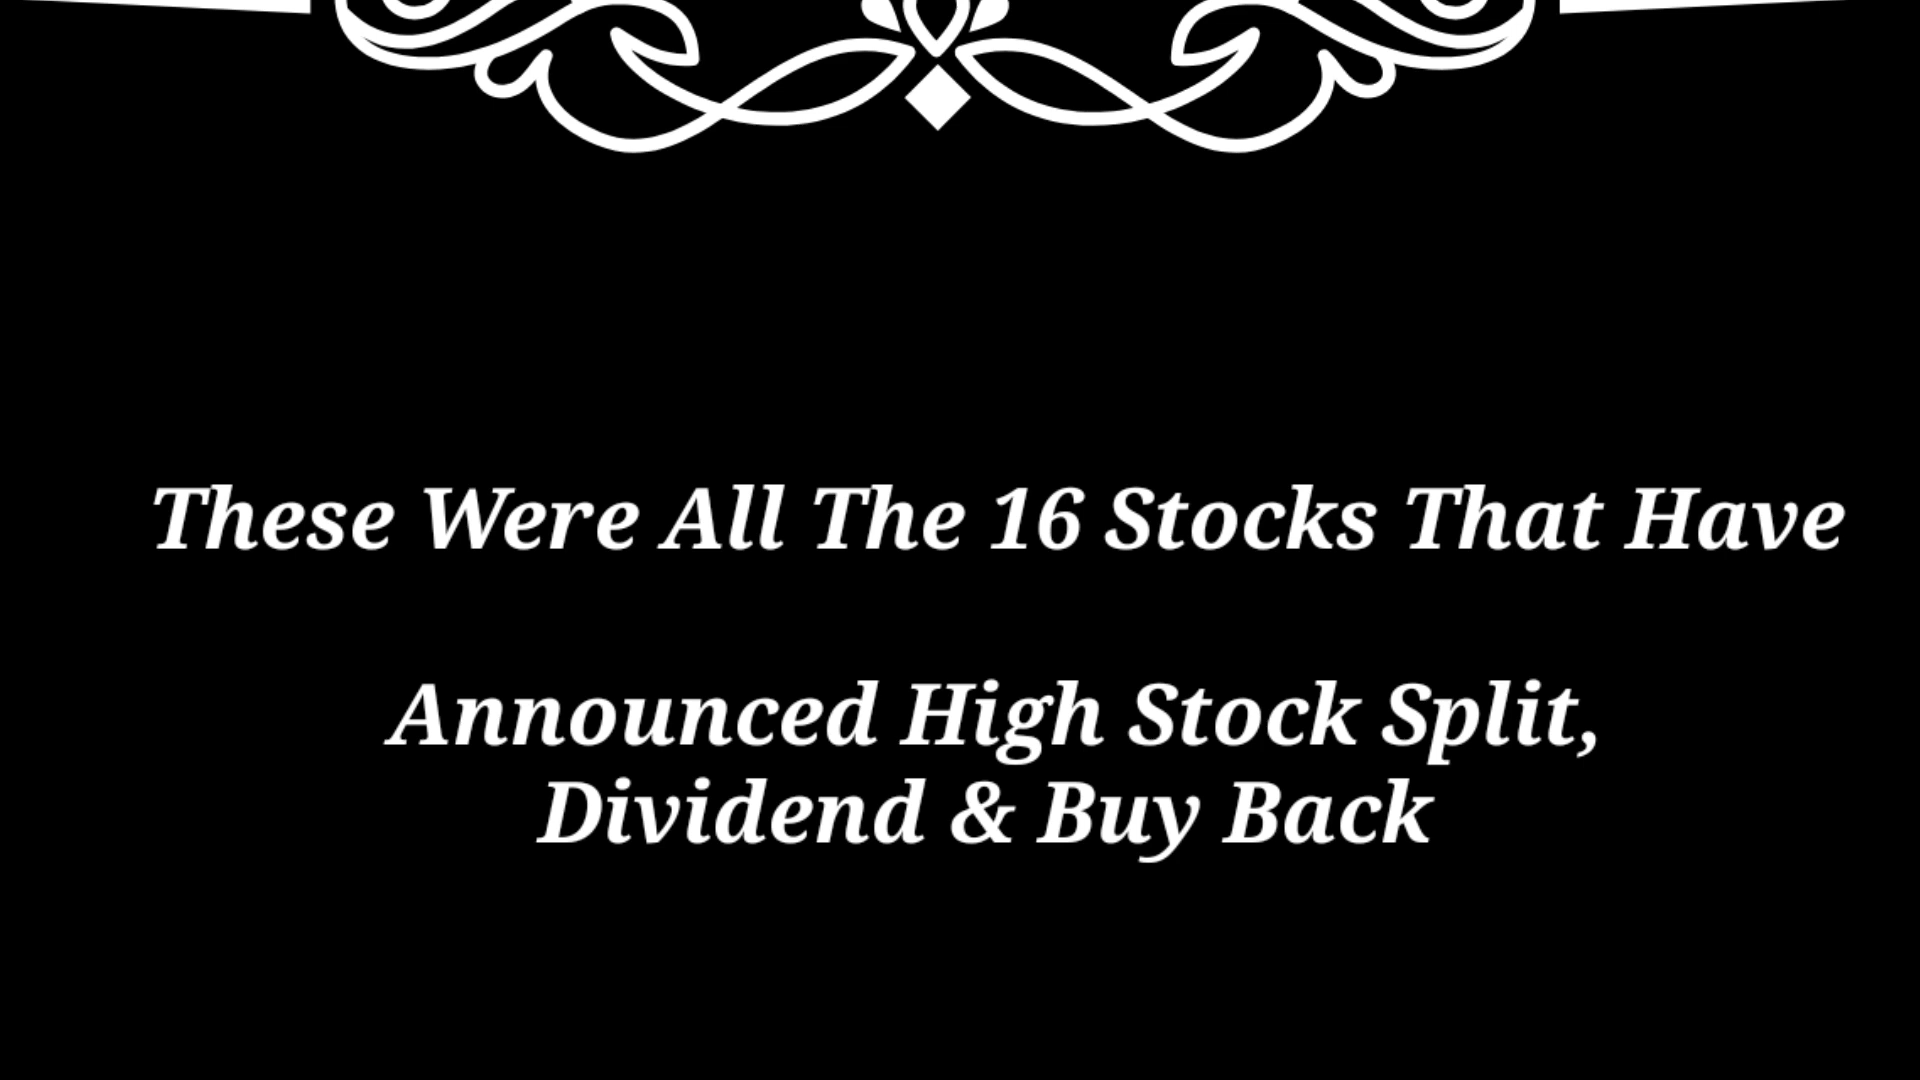 These Were All The 16 Stocks That Have
Announced High Stock Split,
Dividend & Buy Back